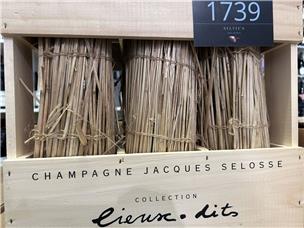 1739
CHAMPAGNE JACQUES SELOSSE
COLLECTION
lieux.dits